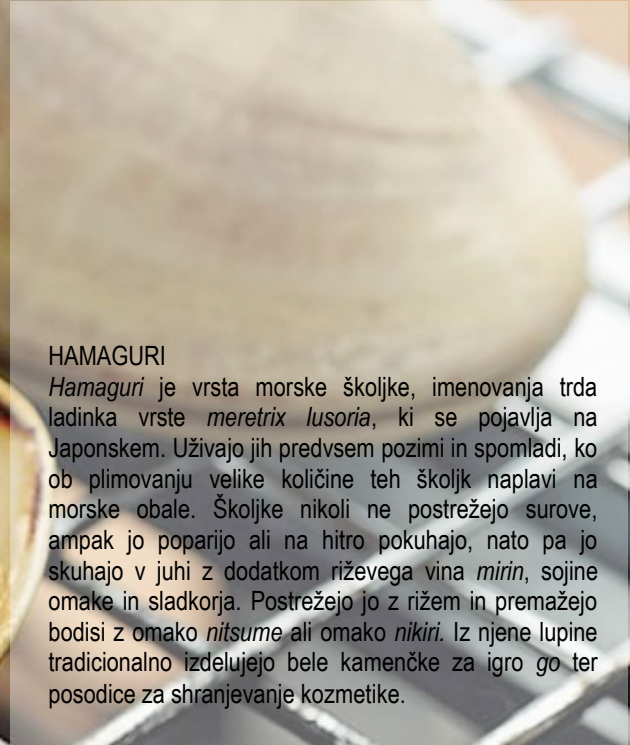 HAMAGURI
Hamaguri je vrsta morske školjke, imenovanja trda
ladinka vrste meretrix lusoria, ki se pojavlja na
Japonskem. Uživajo jih predvsem pozimi in spomladi, ko
ob plimovanju velike količine teh školjk naplavi na
morske obale. Školjke nikoli ne postrežejo surove,
ampak jo poparijo ali na hitro pokuhajo, nato pa jo
skuhajo v juhi z dodatkom riževega vina mirin, sojine
omake in sladkorja. Postrežejo jo z rižem in premažejo
bodisi z omako nitsume ali omako nikiri. Iz njene lupine
tradicionalno izdelujejo bele kamenčke za igro go ter
posodice za shranjevanje kozmetike.